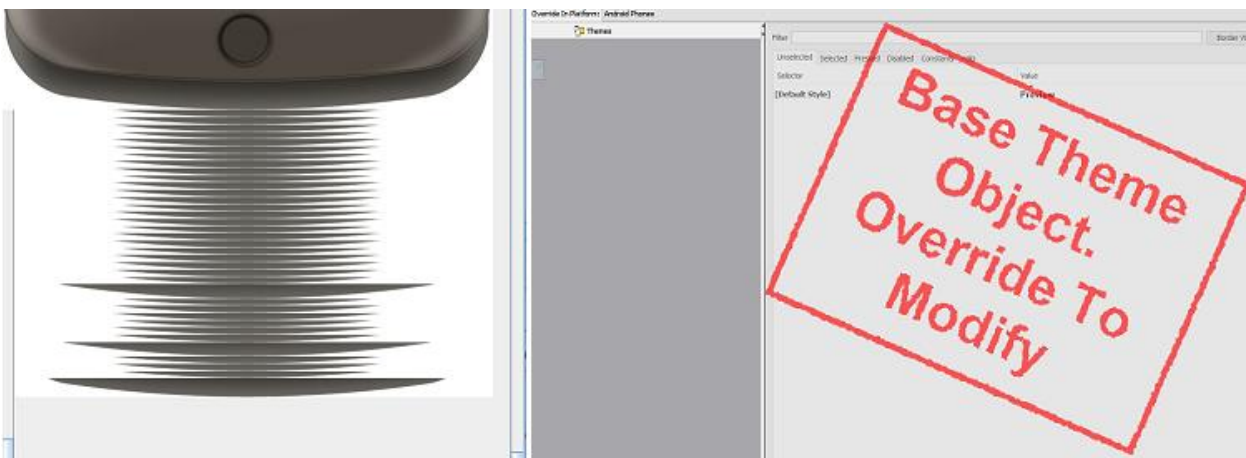 Override In Platform: Android Phones
Themes
Filter
Unselected Selected Pressed Disabled Constants
Selector Value
[Default Style] Preview
Base Theme
Object.
Override To
Modify